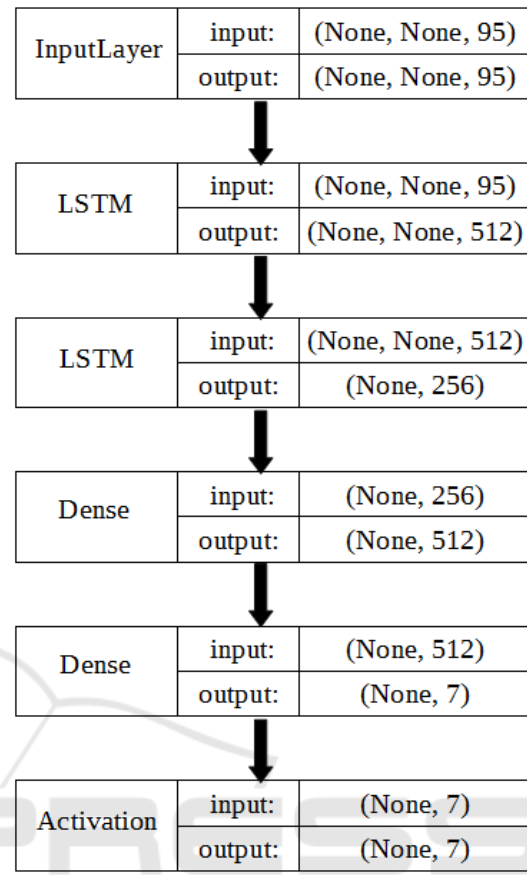 InputLayer input: (None, None, 95)
output: (None, None, 95)
LSTM input: (None, None, 95)
output: (None, None, 512)
LSTM input: (None, None, 512)
output: (None, 256)
Dense input: (None, 256)
output: (None, 512)
Dense input: (None, 512)
output: (None, 7)
Activation input: (None, 7)
output: (None, 7)
PRESS